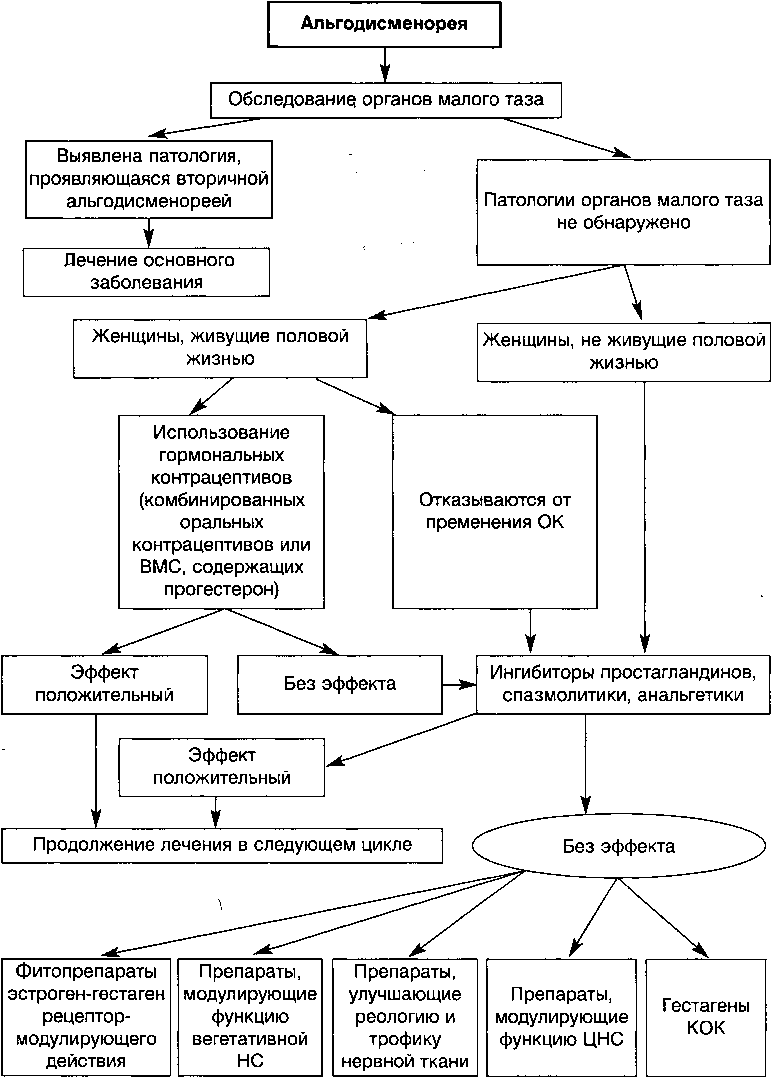 Альгодисменорея
Обследование органов малого таза
Выявлена патология,
проявляющаяся вторичной
альгодисменореей
Патологии органов малого таза
не обнаружено
Лечение основного
заболевания
Женщины, живущие половой
жизнью
Женщины, не живущие половой
жизнью
Использование
гормональных
контрацептивов
(комбинированных
оральных
контрацептивов или
ВМС, содержащих
прогестерон)
Отказываются от
пременения ОК
Эффект
положительный
Без эффекта
Ингибиторы простагландинов,
спазмолитики, анальгетики
Эффект
положительный
Продолжение лечения в следующем цикле
Без эффекта
Фитопрепараты
эстроген-гестаген
рецептор-
модулирующего
действия
Препараты,
модулирующие
функцию
вегетативной
НС
Препараты,
улучшающие
реологию и
трофику
нервной ткани
Препараты,
модулирующие
функцию ЦНС
Гестагены
КОК